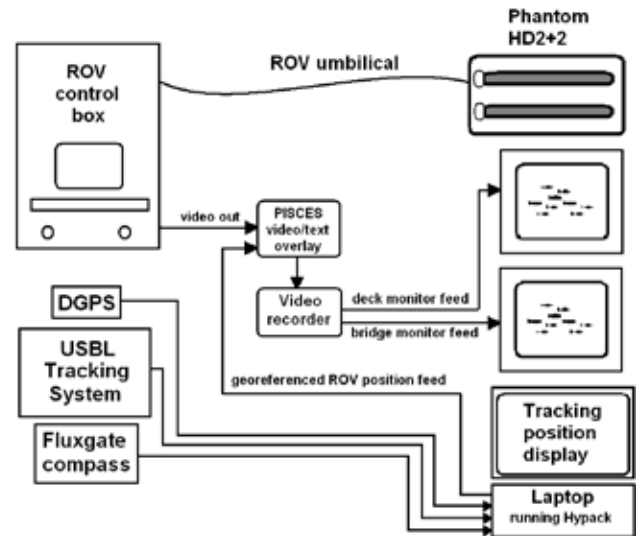 Phantom
HD2+2
ROV
control
box
ROV umbilical
video out
PISCES
video/text
overlay
Video
recorder
deck monitor feed
bridge monitor feed
DGPS
USBL
Tracking
System
georeferenced ROV position feed
Fluxgate
compass
Tracking
position
display
Laptop
running Hypack